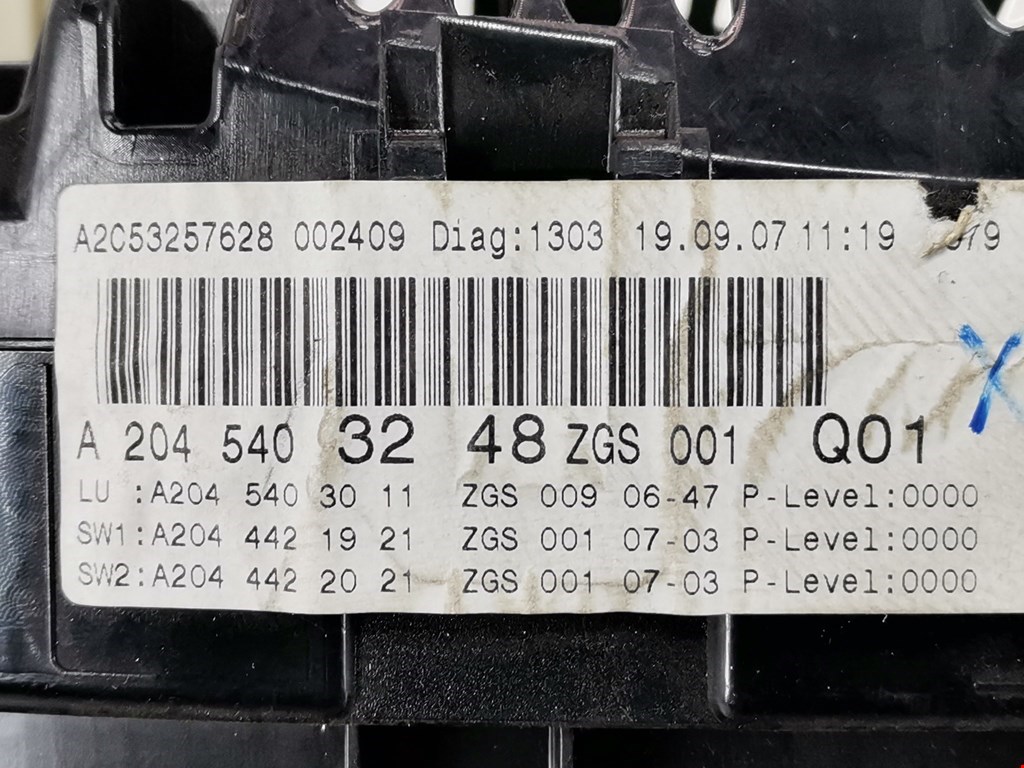 A2C53257628 002409 Diag:1303 19.09.07 11:19
A 204 540 32 48 ZGS 001 Q01
LU :A204 540 30 11 ZGS 009 06-47 P-Level:0000
SW1:A204 442 19 21 ZGS 001 07-03 P-Level:0000
SW2:A204 442 20 21 ZGS 001 07-03 P-Level:0000